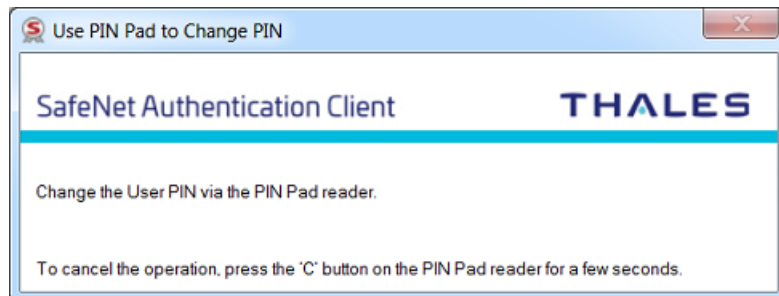 Use PIN Pad to Change PIN
SafeNet Authentication Client THALES
Change the User PIN via the PIN Pad reader.
To cancel the operation, press the 'C' button on the PIN Pad reader for a few seconds.